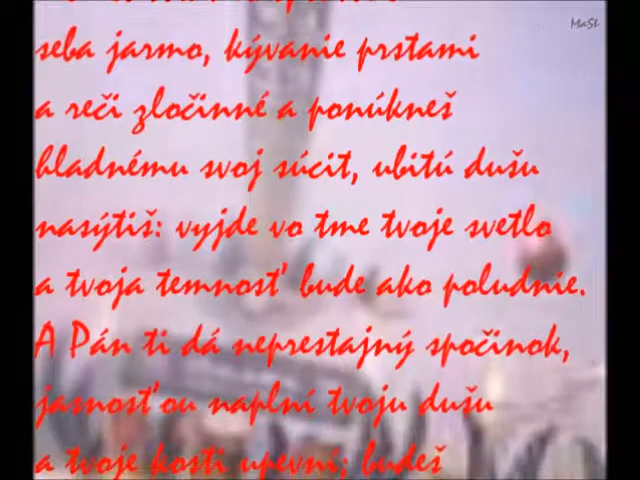 MaSt
seba jarmo, kývanie prstami
a reči zločinné a ponúkneš
hladnému svoj súcit, ubitú dušu
nasýtiš: vyjde vo tme tvoje svetlo
a tvoja temnosť bude ako poludnie.
A Pán ti dá neprestajný spočinok,
jasnosťou naplní tvoju dušu
a tvoje kosti upevní; budeš